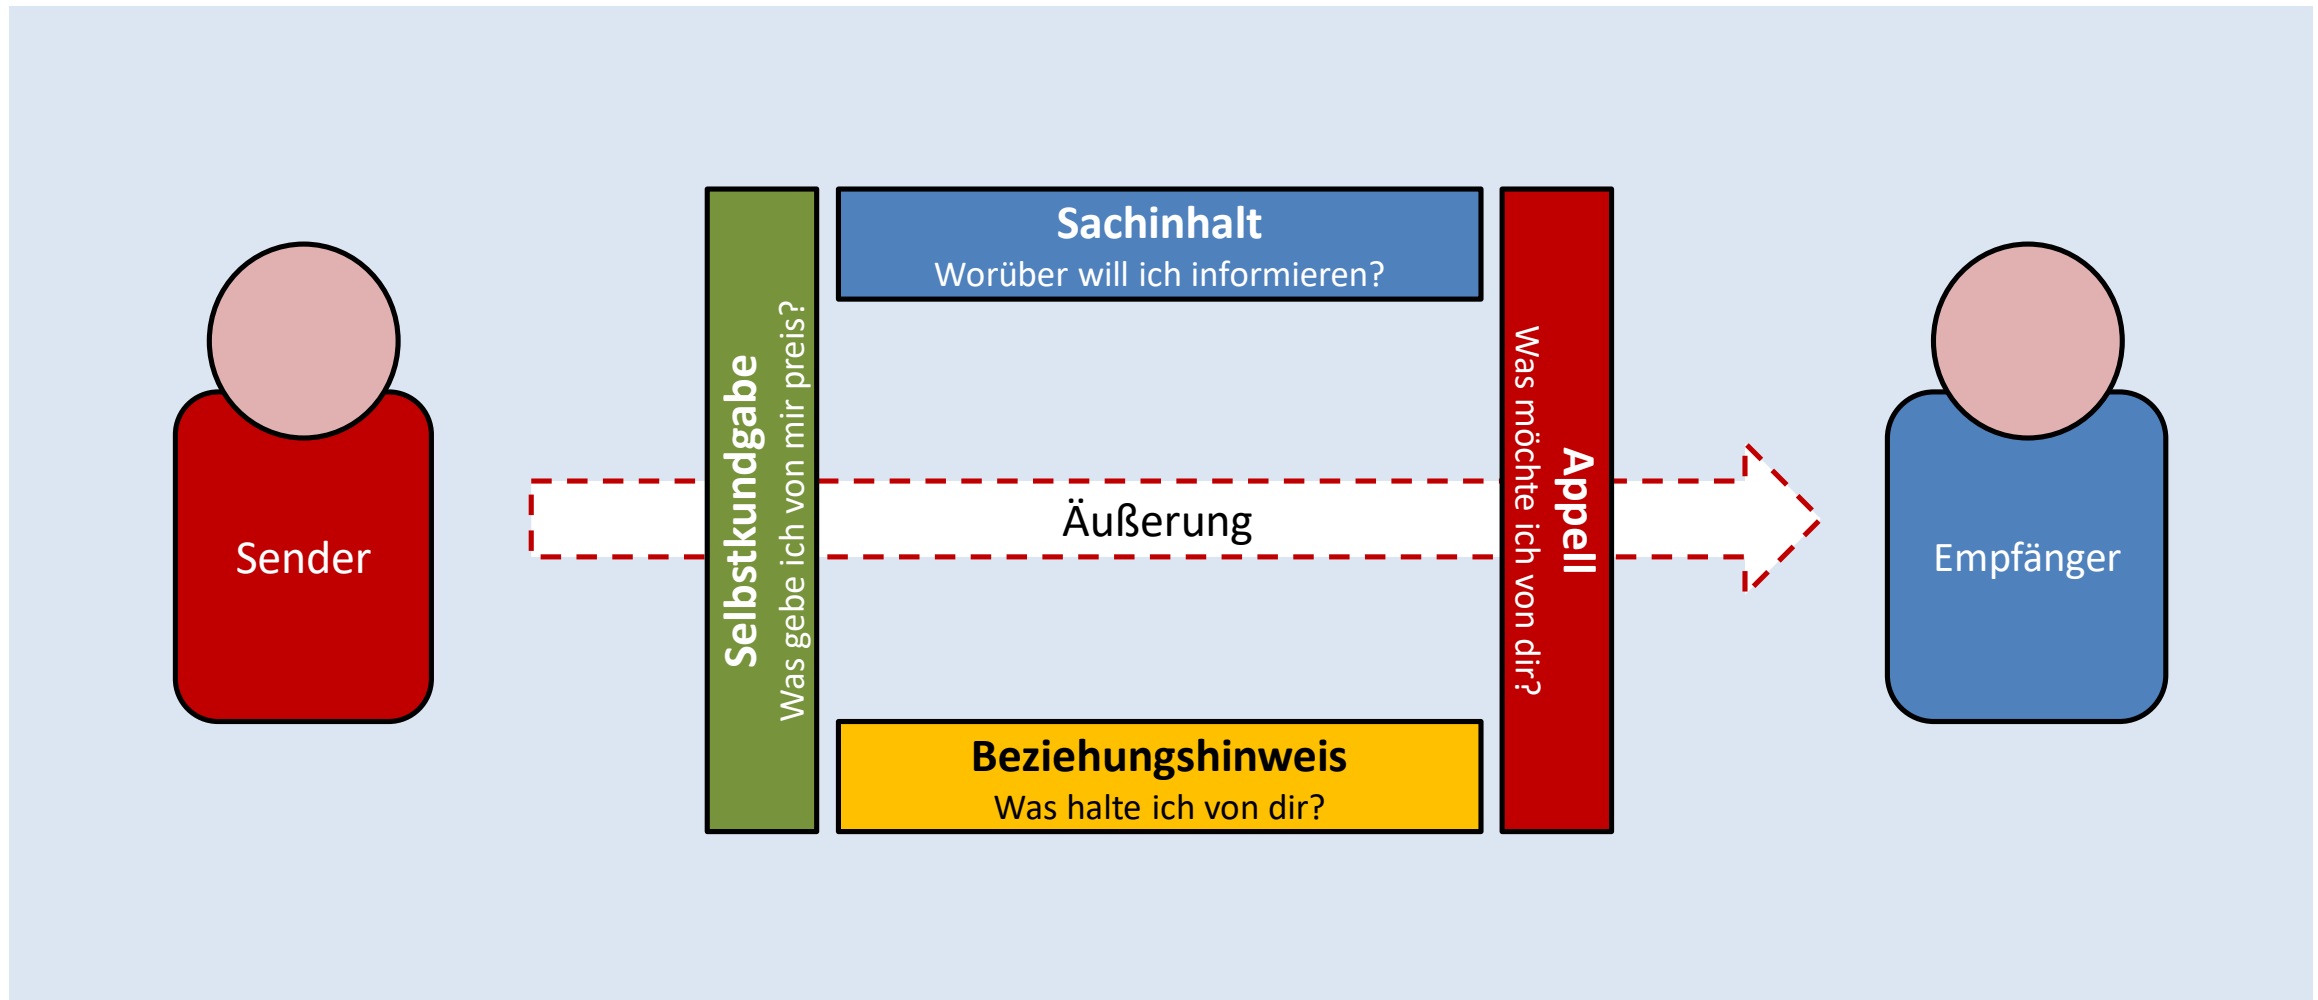 Sender
Selbstkundgabe
Was gebe ich von mir preis?
Sachinhalt
Worüber will ich informieren?
Äußerung
Beziehungshinweis
Was halte ich von dir?
Appell
Was möchte ich von dir?
Empfänger